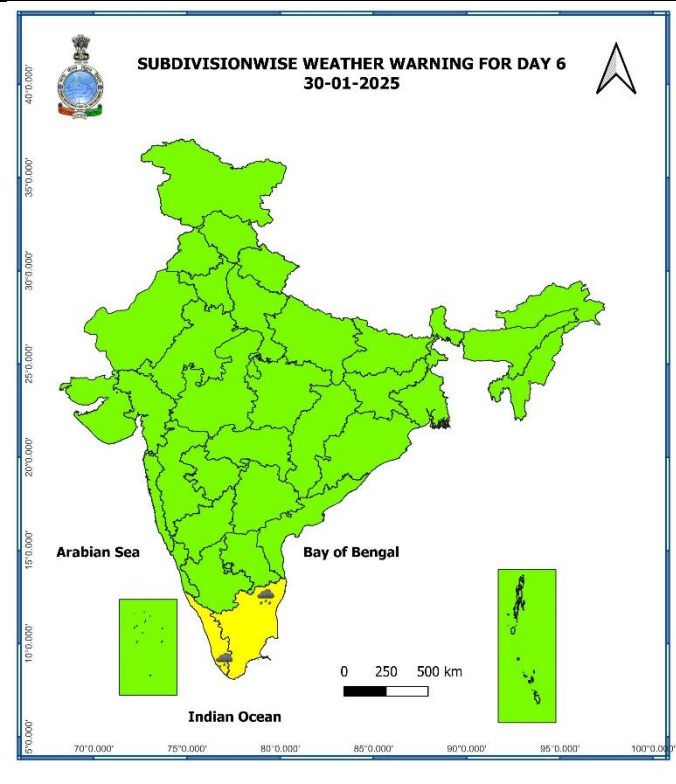 SUBDIVISIONWISE WEATHER WARNING FOR DAY 6
30-01-2025
40°0.000'
35°0.000'
30°0.000'
25°0.000'
20°0.000'
15°0.000'
10°0.000'
5°0.000'
Arabian Sea
Bay of Bengal
0 250 500 km
Indian Ocean
70°0.000' 75°0.000' 80°0.000' 85°0.000' 90°0.000' 95°0.000' 100°0.000'